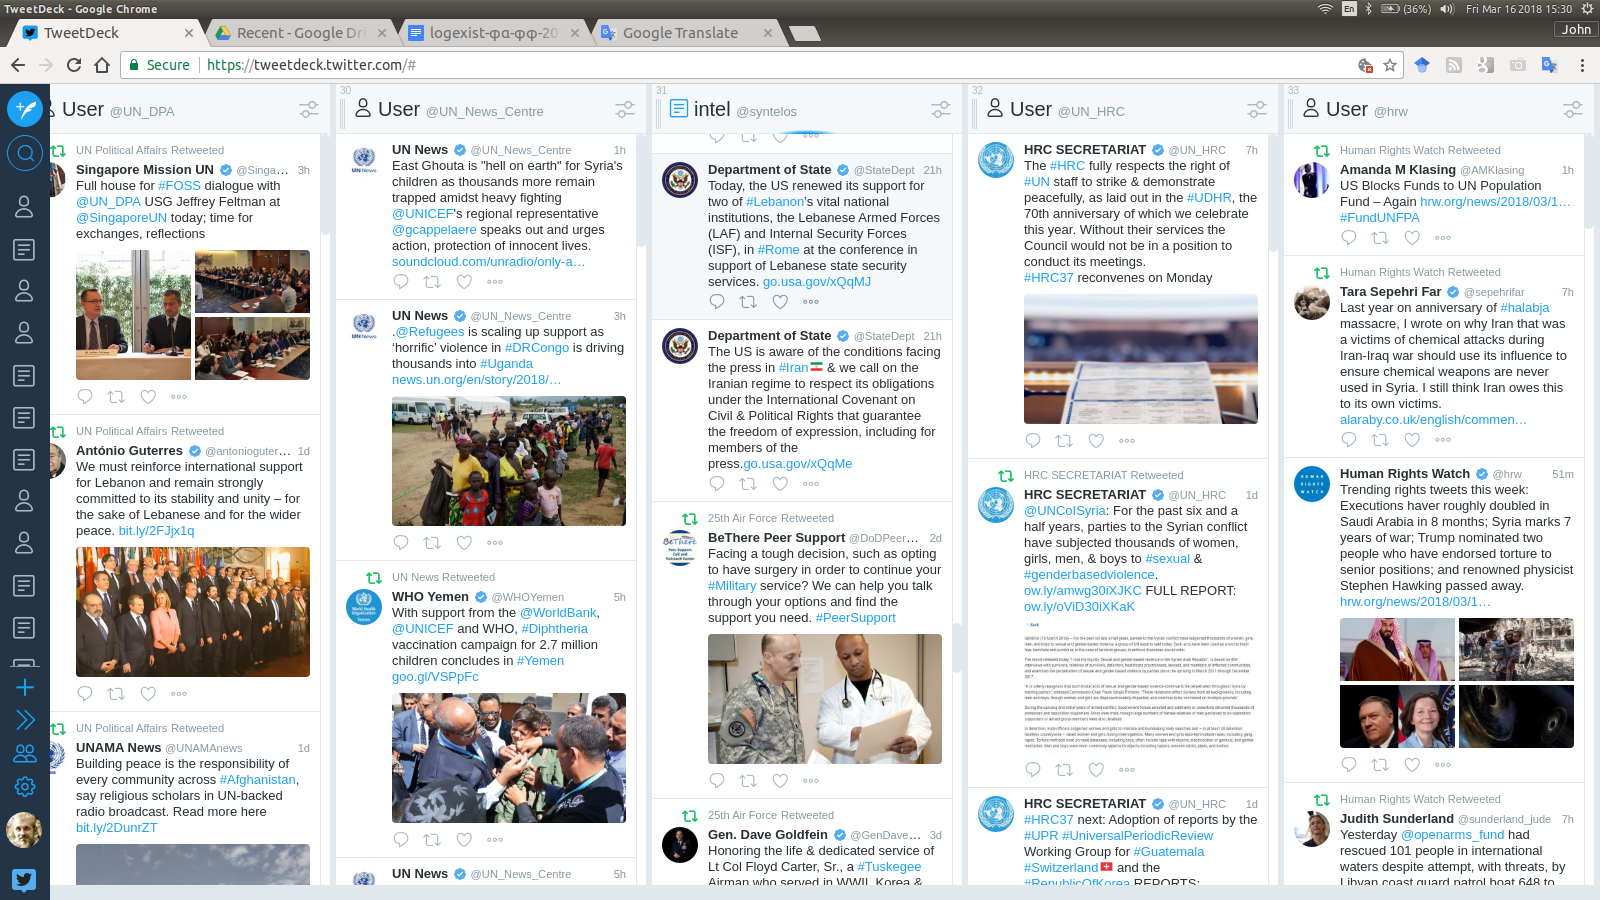 TweetDeck - Google Chrome
En
(36%)
Fri Mar 16 2018 15:30
TweetDeck
Recent - Google Dri
logexist-φα-φφ-20
Google Translate
John
Secure
https://tweetdeck.twitter.com/#
User @UN_DPA
UN Political Affairs Retweeted
Singapore Mission UN @Singa... 3h
Full house for #FOSS dialogue with
@UN_DPA USG Jeffrey Feltman at
@SingaporeUN today; time for
exchanges, reflections
UN Political Affairs Retweeted
António Guterres @antonioguter... 1d
We must reinforce international support
for Lebanon and remain strongly
committed to its stability and unity – for
the sake of Lebanon and for the wider
peace. bit.ly/2FJjx1q
UN Political Affairs Retweeted
UNAMA News @UNAMAnews 1d
Building peace is the responsibility of
every community across #Afghanistan,
say religious scholars in UN-backed
radio broadcast. Read more here
bit.ly/2DunrZT
30
User @UN_News_Centre
UN News @UN_News_Centre 1h
East Ghouta is "hell on earth" for Syria's
children as thousands more remain
trapped amidst heavy fighting
@UNICEF's regional representative
@gcappelaere speaks out and urges
action, protection of innocent lives.
soundcloud.com/unradio/only-a…
UN News @UN_News_Centre 3h
.@Refugees is scaling up support as
‘horrific’ violence in #DRCongo is driving
thousands into #Uganda
news.un.org/en/story/2018/…
UN News Retweeted
WHO Yemen @WHOYemen 5h
With support from the @WorldBank,
@UNICEF and WHO, #Diphtheria
vaccination campaign for 2.7 million
children concludes in #Yemen
goo.gl/VSPpFc
UN News @UN_News_Centre 5h
31
intel @syntelos
Department of State @StateDept 21h
Today, the US renewed its support for
two of #Lebanon's vital national
institutions, the Lebanese Armed Forces
(LAF) and Internal Security Forces
(ISF), in #Rome at the conference in
support of Lebanese state security
services. go.usa.gov/xQqMJ
Department of State @StateDept 21h
The US is aware of the conditions facing
the press in #Iran & we call on the
Iranian regime to respect its obligations
under the International Covenant on
Civil & Political Rights that guarantee
the freedom of expression, including for
members of the
press.go.usa.gov/xQqMe
25th Air Force Retweeted
BeThere Peer Support @DoDPeer… 2d
Facing a tough decision, such as opting
to have surgery in order to continue your
#Military service? We can help you talk
through your options and find the
support you need. #PeerSupport
25th Air Force Retweeted
Gen. Dave Goldfein @GenDave… 3d
Honoring the life & dedicated service of
Lt Col Floyd Carter, Sr., a #Tuskegee
Airman who served in WWII, Korea &
32
User @UN_HRC
HRC SECRETARIAT @UN_HRC 7h
The #HRC fully respects the right of
#UN staff to strike & demonstrate
peacefully, as laid out in the #UDHR, the
70th anniversary of which we celebrate
this year. Without their services the
Council would not be in a position to
conduct its meetings.
#HRC37 reconvenes on Monday
HRC SECRETARIAT Retweeted
HRC SECRETARIAT @UN_HRC 1d
@UNCoISyria: For the past six and a
half years, parties to the Syrian conflict
have subjected thousands of women,
girls, men, & boys to #sexual &
#genderbasedviolence.
ow.ly/amwg30iXJKC FULL REPORT:
ow.ly/oViD30iXKaK
HRC SECRETARIAT @UN_HRC 1d
#HRC37 next: Adoption of reports by the
#UPR #UniversalPeriodicReview
Working Group for #Guatemala
#Switzerland and the
#RepublicOfKorea REPORTS:
33
User @hrw
Human Rights Watch Retweeted
Amanda M Klasing @AMKlasing 1h
US Blocks Funds to UN Population
Fund – Again hrw.org/news/2018/03/1…
#FundUNFPA
Human Rights Watch Retweeted
Tara Sepehri Far @sepehrifar 7h
Last year on anniversary of #halabja
massacre, I wrote on why Iran that was
a victims of chemical attacks during
Iran-Iraq war should use its influence to
ensure chemical weapons are never
used in Syria. I still think Iran owes this
to its own victims.
alaraby.co.uk/english/commen…
Human Rights Watch @hrw 51m
Trending rights tweets this week:
Executions haver roughly doubled in
Saudi Arabia in 8 months; Syria marks 7
years of war; Trump nominated two
people who have endorsed torture to
senior positions; and renowned physicist
Stephen Hawking passed away.
hrw.org/news/2018/03/1…
Human Rights Watch Retweeted
Judith Sunderland @sunderland_jude 7h
Yesterday @openarms_fund had
rescued 101 people in international
waters despite attempt, with threats, by
Libyan coast guard patrol boat 648 to